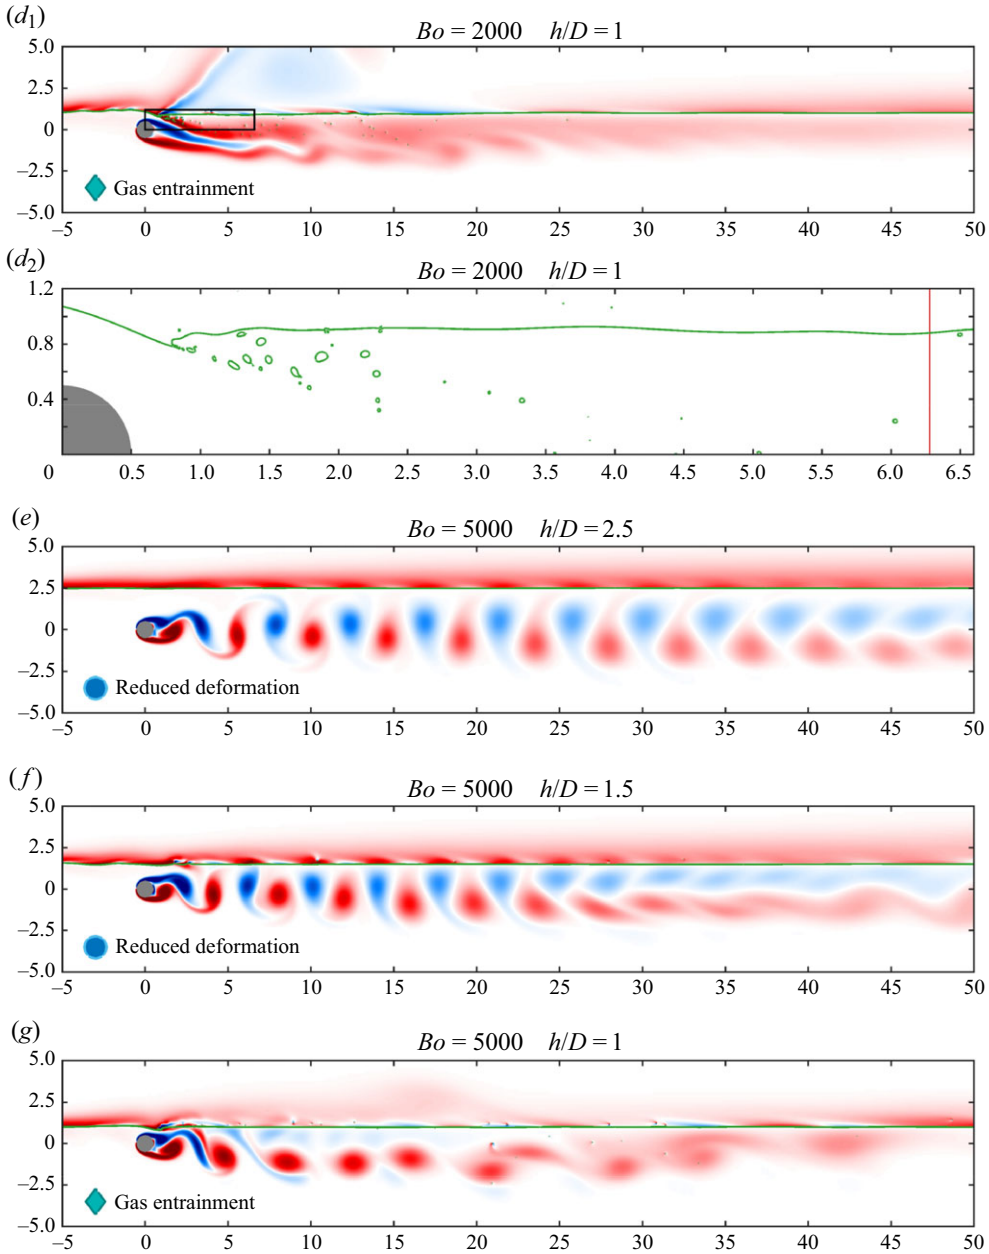 (d1)
Bo = 2000 h/D = 1
5.0
2.5
0
−2.5
−5.0
Gas entrainment
−5 0 5 10 15 20 25 30 35 40 45 50
(d2)
Bo = 2000 h/D = 1
1.2
0.8
0.4
0 0.5 1.0 1.5 2.0 2.5 3.0 3.5 4.0 4.5 5.0 5.5 6.0 6.5
(e)
Bo = 5000 h/D = 2.5
5.0
2.5
0
−2.5
−5.0
Reduced deformation
−5 0 5 10 15 20 25 30 35 40 45 50
(f)
Bo = 5000 h/D = 1.5
5.0
2.5
0
−2.5
−5.0
Reduced deformation
−5 0 5 10 15 20 25 30 35 40 45 50
(g)
Bo = 5000 h/D = 1
5.0
2.5
0
−2.5
−5.0
Gas entrainment
−5 0 5 10 15 20 25 30 35 40 45 50